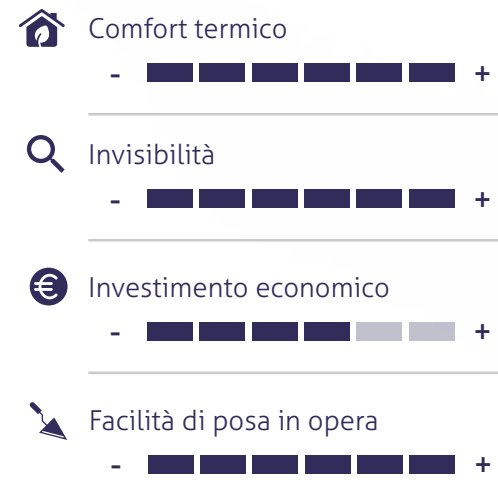 Comfort termico
- +
Invisibilità
- +
Investimento economico
- +
Facilità di posa in opera
- +